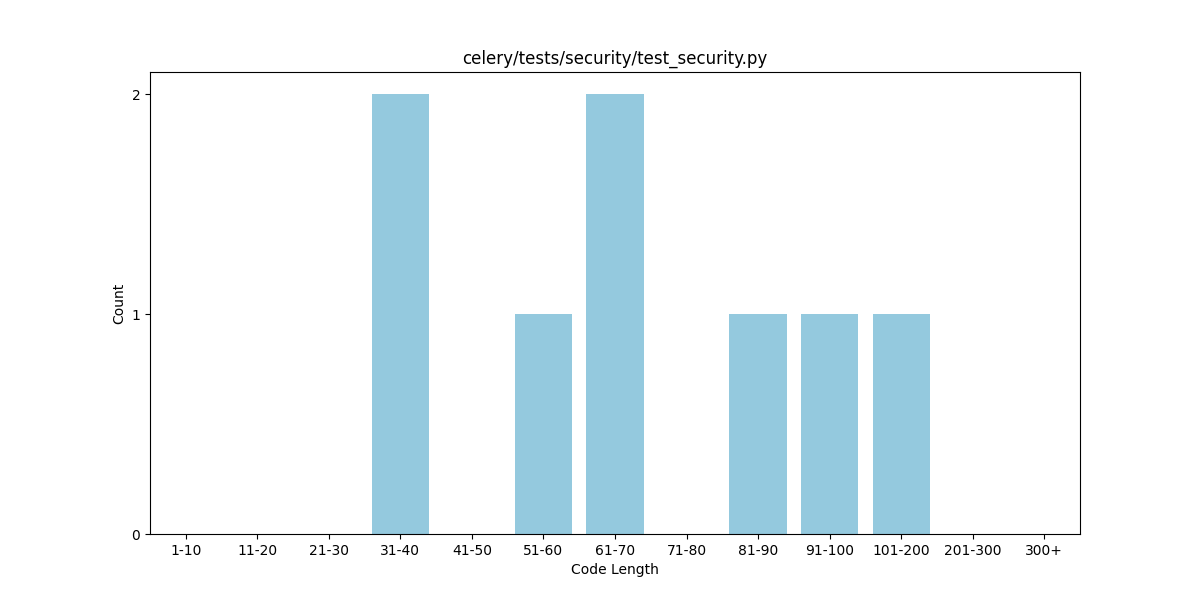 celery/tests/security/test_security.py
2
1
0
Count
1-10 11-20 21-30 31-40 41-50 51-60 61-70 71-80 81-90 91-100 101-200 201-300 300+
Code Length